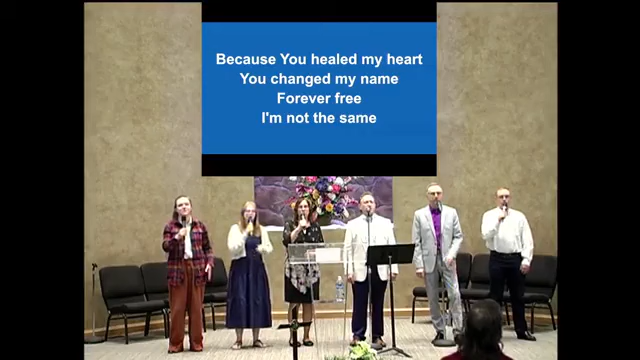 Because You healed my heart
You changed my name
Forever free
I'm not the same